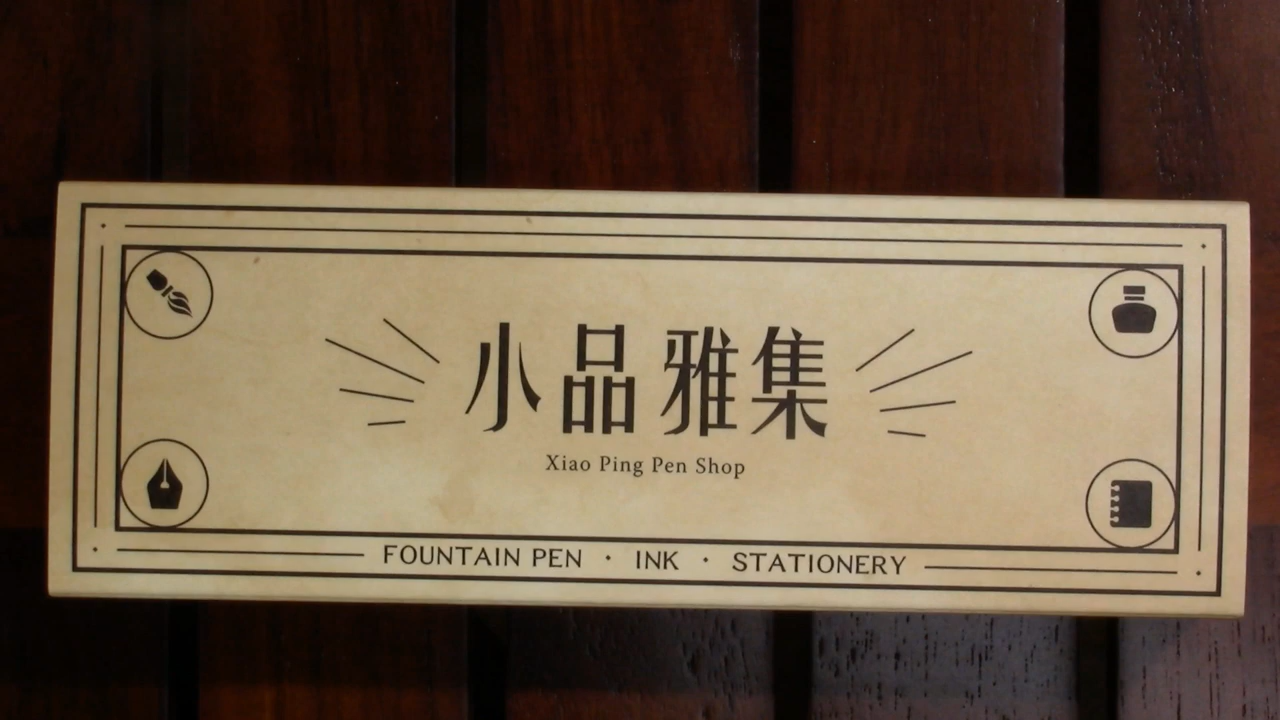 小品雅集
Xiao Ping Pen Shop
FOUNTAIN PEN · INK · STATIONERY